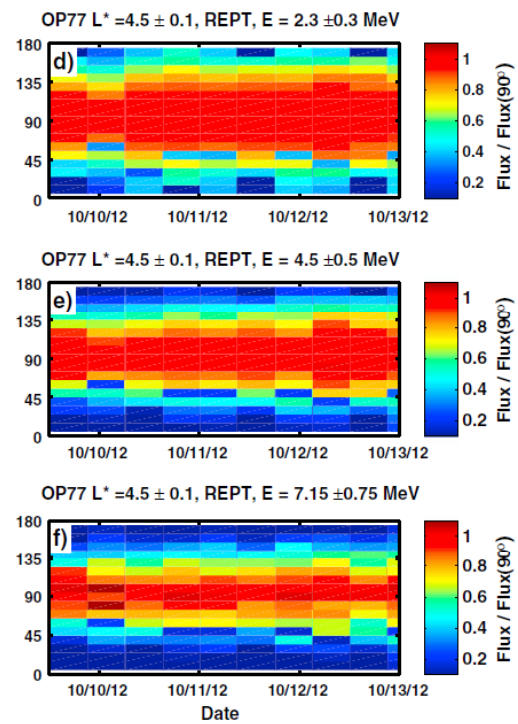 OP77 L* =4.5 ± 0.1, REPT, E = 2.3 ±0.3 MeV
d)
180
135
90
45
0
10/10/12 10/11/12 10/12/12 10/13/12
1
0.8
0.6
0.4
0.2
Flux / Flux(90°)
OP77 L* =4.5 ± 0.1, REPT, E = 4.5 ±0.5 MeV
e)
180
135
90
45
0
10/10/12 10/11/12 10/12/12 10/13/12
1
0.8
0.6
0.4
0.2
Flux / Flux(90°)
OP77 L* =4.5 ± 0.1, REPT, E = 7.15 ±0.75 MeV
f)
180
135
90
45
0
10/10/12 10/11/12 10/12/12 10/13/12
Date
1
0.8
0.6
0.4
0.2
Flux / Flux(90°)